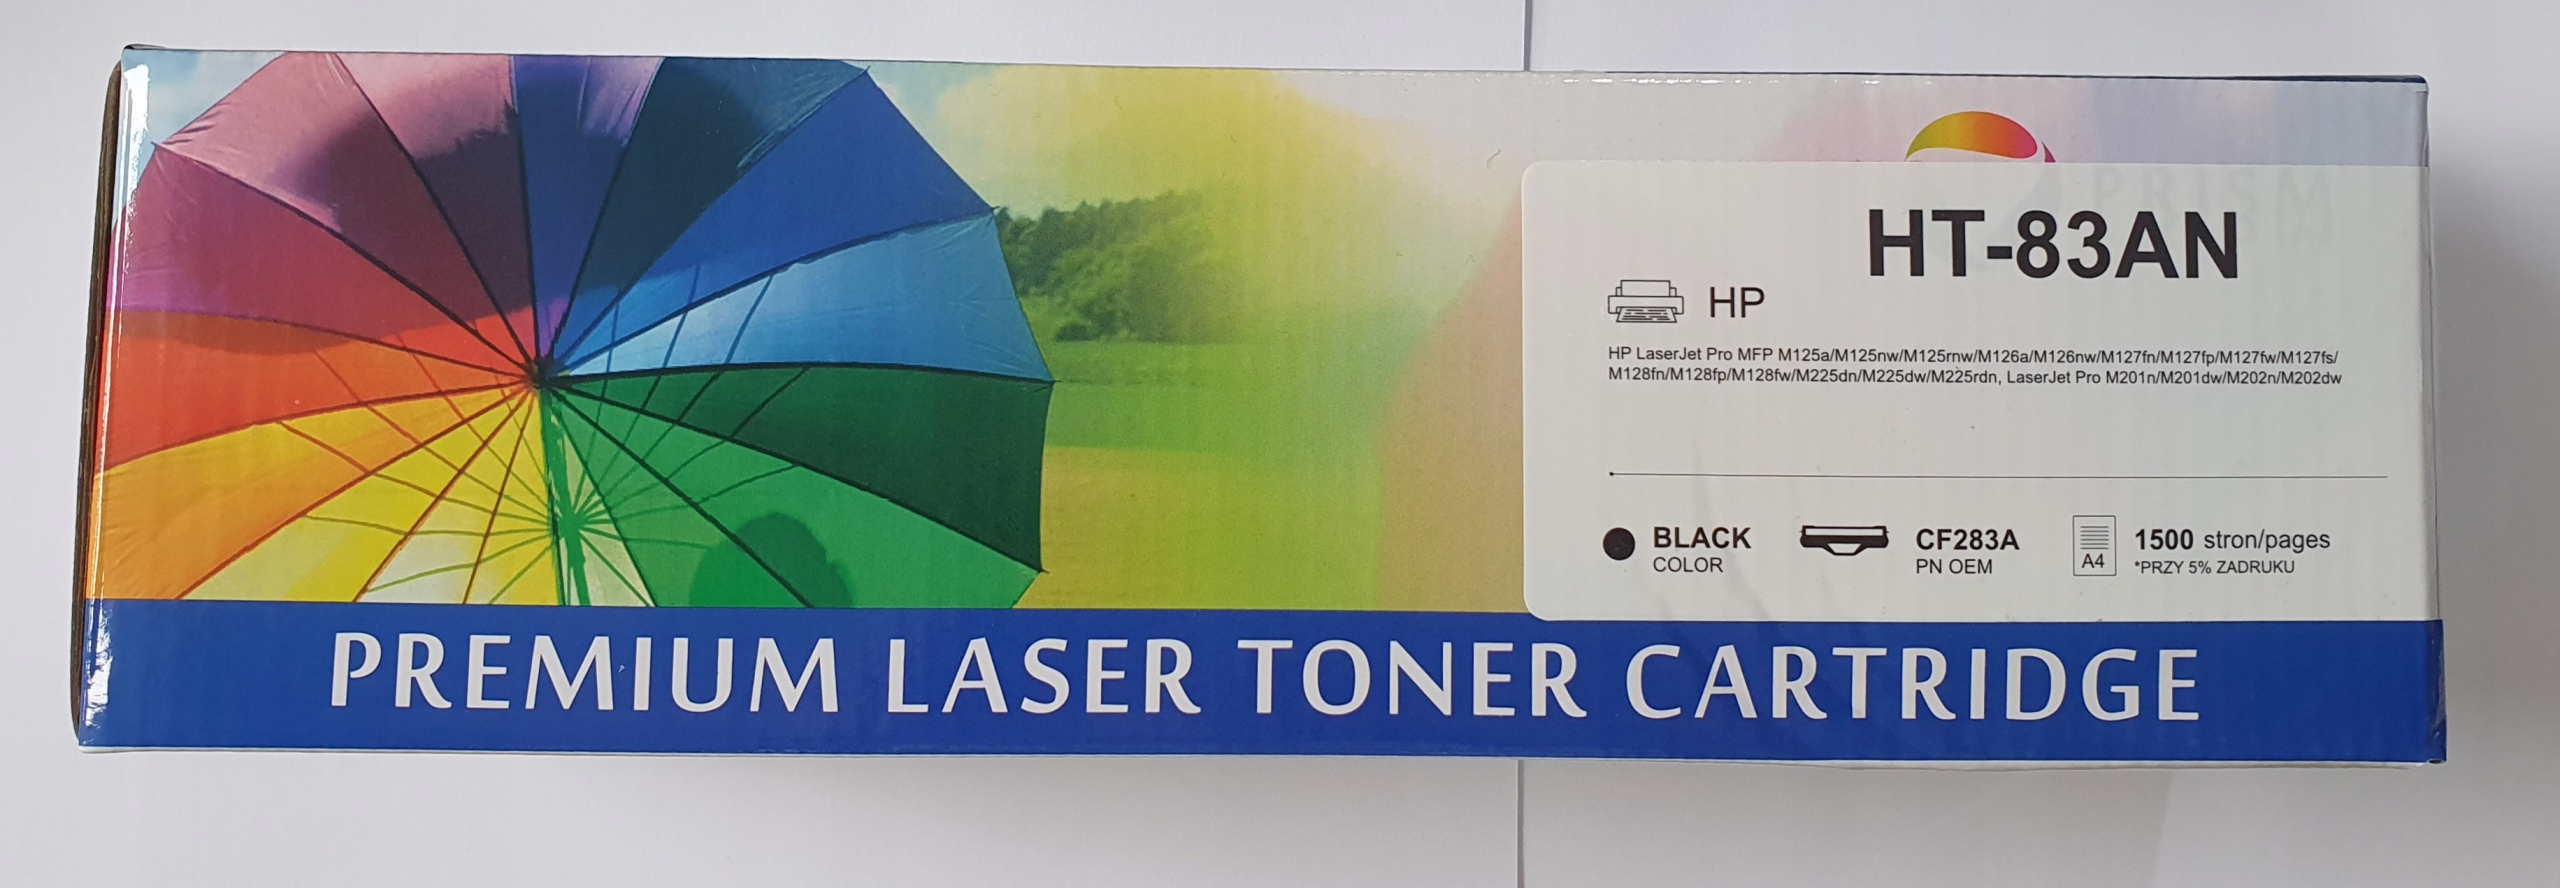 PRISM
HT-83AN
HP
HP LaserJet Pro MFP M125a/M125nw/M125rnw/M126a/M126nw/M127fn/M127fp/M127fw/M127fs/
M128fn/M128fp/M128fw/M225dn/M225dw/M225rdn, LaserJet Pro M201n/M201dw/M202n/M202dw
BLACK
COLOR
CF283A
PN OEM
A4
1500 stron/pages
*PRZY 5% ZADRUKU
PREMIUM LASER TONER CARTRIDGE